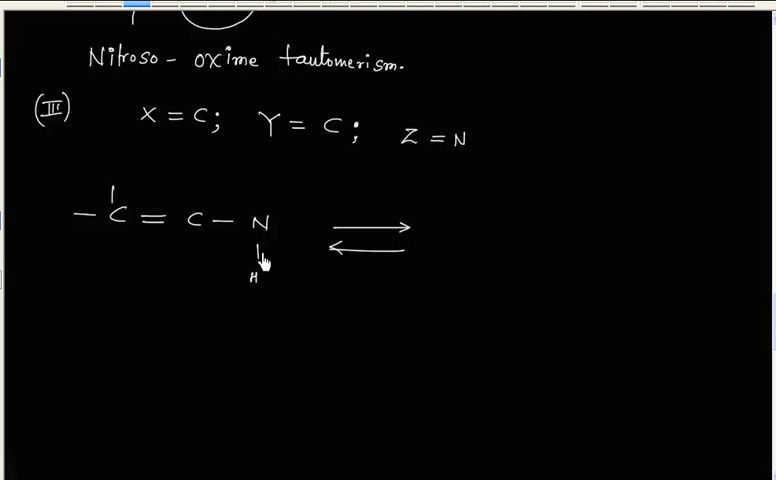 Nitroso - oxime tautomerism.
(III) X = C; Y = C; Z = N
- C = C - N
H